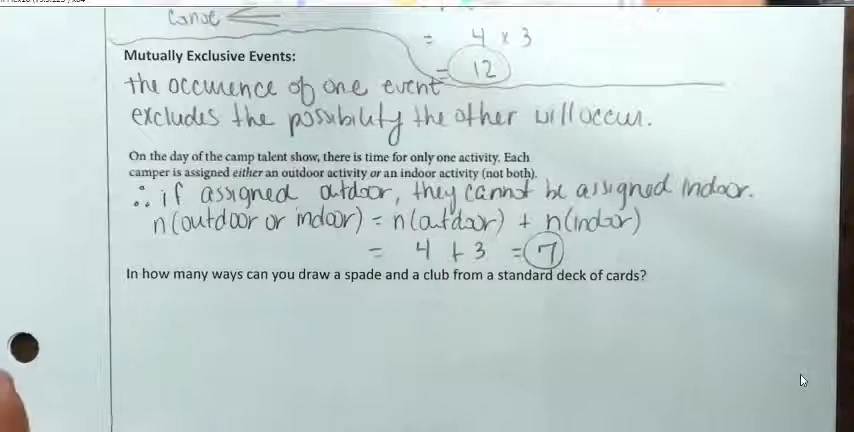 Canoe
= 4 x 3
Mutually Exclusive Events:
= 12
the occurence of one event
excludes the possibility the other will occur.
On the day of the camp talent show, there is time for only one activity. Each
camper is assigned either an outdoor activity or an indoor activity (not both).
∴ if assigned outdoor, they cannot be assigned indoor.
n(outdoor or indoor) = n(outdoor) + n(indoor)
= 4 + 3 = 7
In how many ways can you draw a spade and a club from a standard deck of cards?